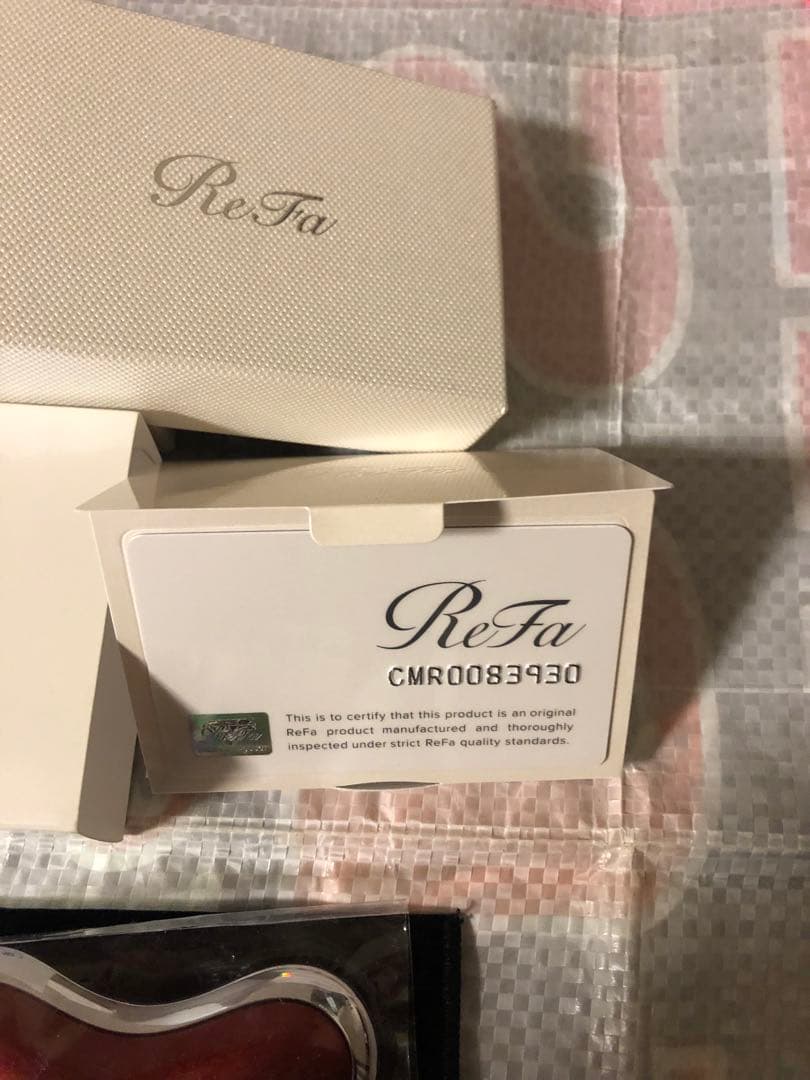 ReFa
ReFa
CMR0083930
This is to certify that this product is an original
ReFa product manufactured and thoroughly
inspected under strict ReFa quality standards.
ReFa